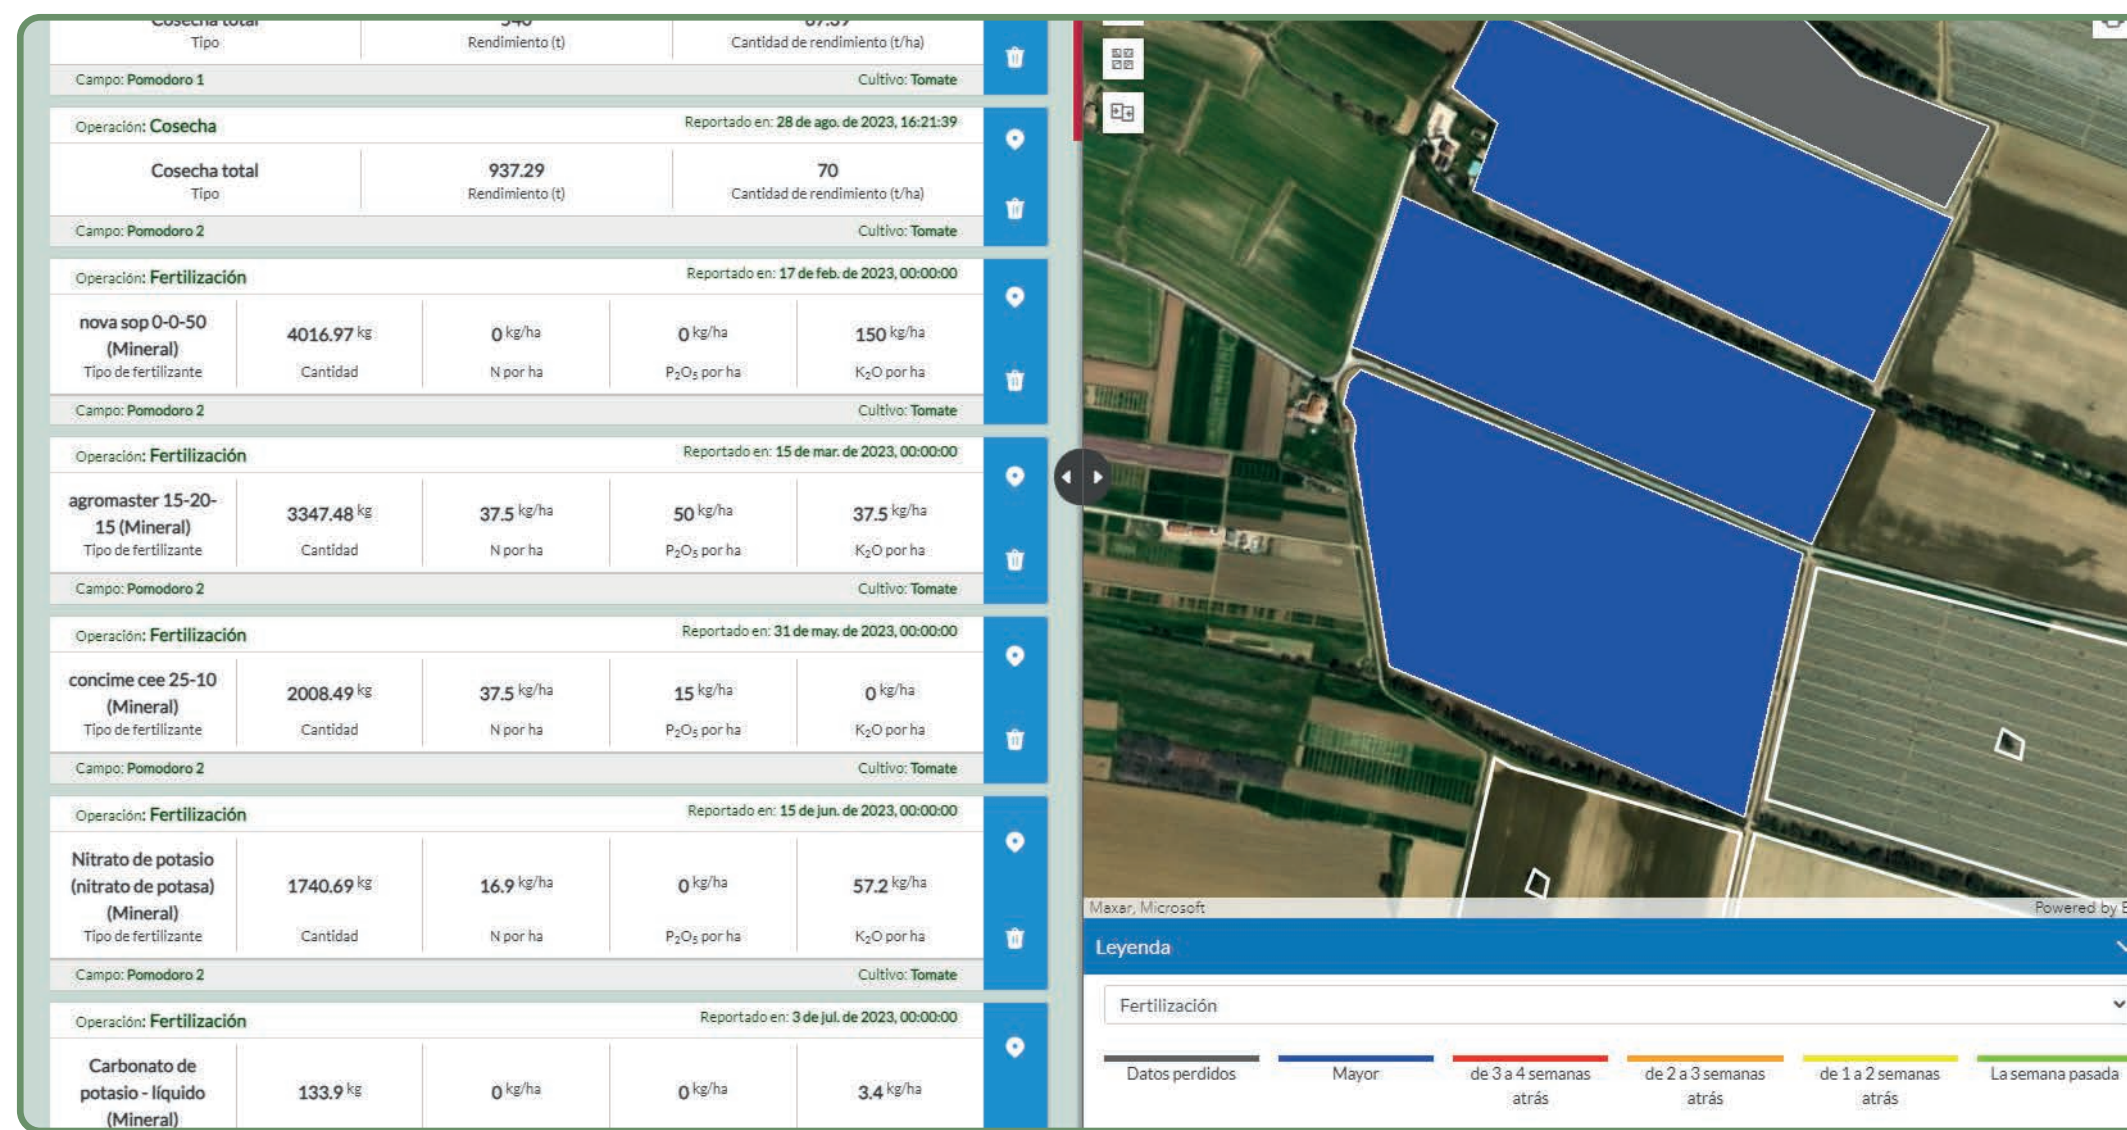 Cosecha total 540 67.39
Tipo Rendimiento (t) Cantidad de rendimiento (t/ha)
Campo: Pomodoro 1 Cultivo: Tomate
Operación: Cosecha Reportado en: 28 de ago. de 2023, 16:21:39
Cosecha total 937.29 70
Tipo Rendimiento (t) Cantidad de rendimiento (t/ha)
Campo: Pomodoro 2 Cultivo: Tomate
Operación: Fertilización Reportado en: 17 de feb. de 2023, 00:00:00
nova sop 0-0-50
(Mineral)
4016.97 kg 0 kg/ha 0 kg/ha 150 kg/ha
Tipo de fertilizante Cantidad N por ha P₂O₅ por ha K₂O por ha
Campo: Pomodoro 2 Cultivo: Tomate
Operación: Fertilización Reportado en: 15 de mar. de 2023, 00:00:00
agromaster 15-20-
15 (Mineral)
3347.48 kg 37.5 kg/ha 50 kg/ha 37.5 kg/ha
Tipo de fertilizante Cantidad N por ha P₂O₅ por ha K₂O por ha
Campo: Pomodoro 2 Cultivo: Tomate
Operación: Fertilización Reportado en: 31 de may. de 2023, 00:00:00
concime cee 25-10
(Mineral)
2008.49 kg 37.5 kg/ha 15 kg/ha 0 kg/ha
Tipo de fertilizante Cantidad N por ha P₂O₅ por ha K₂O por ha
Campo: Pomodoro 2 Cultivo: Tomate
Operación: Fertilización Reportado en: 15 de jun. de 2023, 00:00:00
Nitrato de potasio
(nitrato de potasa)
(Mineral)
1740.69 kg 16.9 kg/ha 0 kg/ha 57.2 kg/ha
Tipo de fertilizante Cantidad N por ha P₂O₅ por ha K₂O por ha
Campo: Pomodoro 2 Cultivo: Tomate
Operación: Fertilización Reportado en: 3 de jul. de 2023, 00:00:00
Carbonato de
potasio - líquido
(Mineral)
133.9 kg 0 kg/ha 0 kg/ha 3.4 kg/ha
Maxar, Microsoft Powered by
Leyenda
Fertilización
Datos perdidos
Mayor
de 3 a 4 semanas
atrás
de 2 a 3 semanas
atrás
de 1 a 2 semanas
atrás
La semana pasada